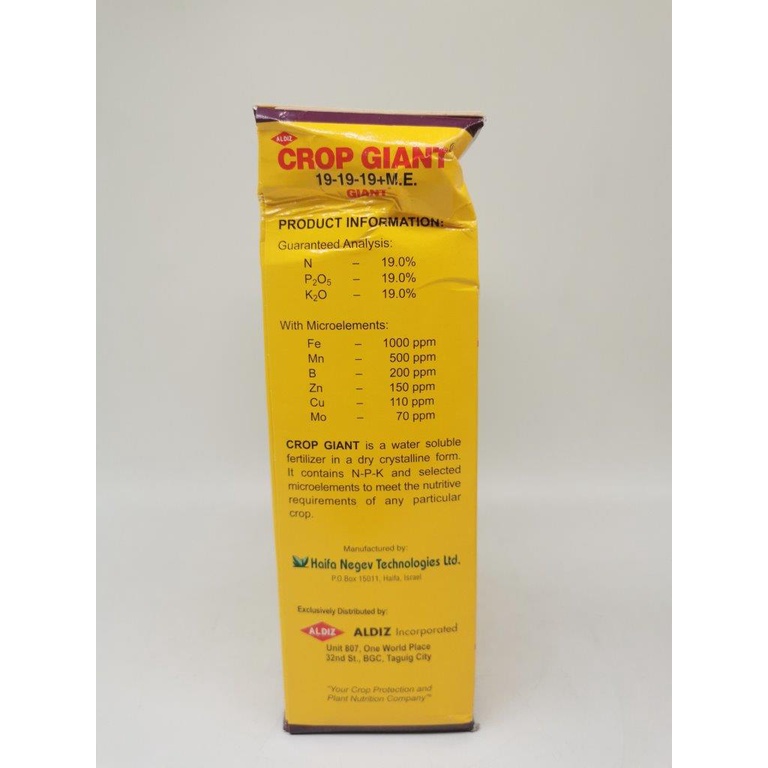 ALDIZ
CROP GIANT
19-19-19+M.E.
GIANT
PRODUCT INFORMATION:
Guaranteed Analysis:
N – 19.0%
P₂O₅ – 19.0%
K₂O – 19.0%
With Microelements:
Fe – 1000 ppm
Mn – 500 ppm
B – 200 ppm
Zn – 150 ppm
Cu – 110 ppm
Mo – 70 ppm
CROP GIANT is a water soluble
fertilizer in a dry crystalline form.
It contains N-P-K and selected
microelements to meet the nutritive
requirements of any particular
crop.
Manufactured by:
Haifa Negev Technologies Ltd.
P.O.Box 15011, Haifa, Israel
Exclusively Distributed by:
ALDIZ ALDIZ Incorporated
Unit 807, One World Place
32nd St., BGC, Taguig City
"Your Crop Protection and
Plant Nutrition Company"